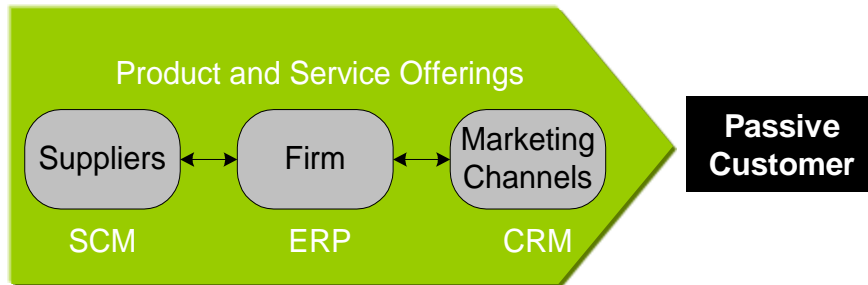 Product and Service Offerings
Suppliers
Firm
Marketing
Channels
SCM
ERP
CRM
Passive
Customer